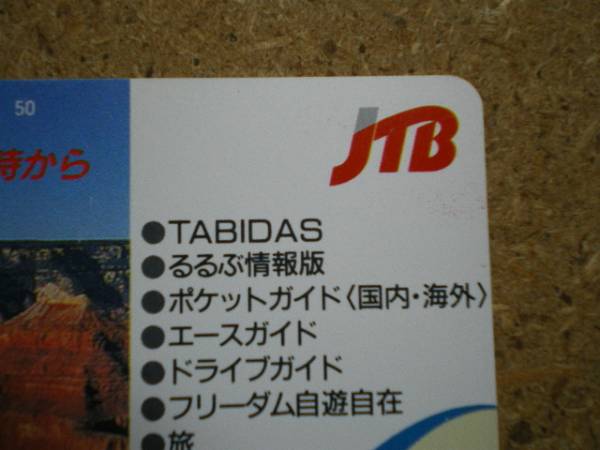 50
時から
JTB
●TABIDAS
●るるぶ情報版
●ポケットガイド〈国内・海外〉
●エースガイド
●ドライブガイド
●フリーダム自遊自在
●旅